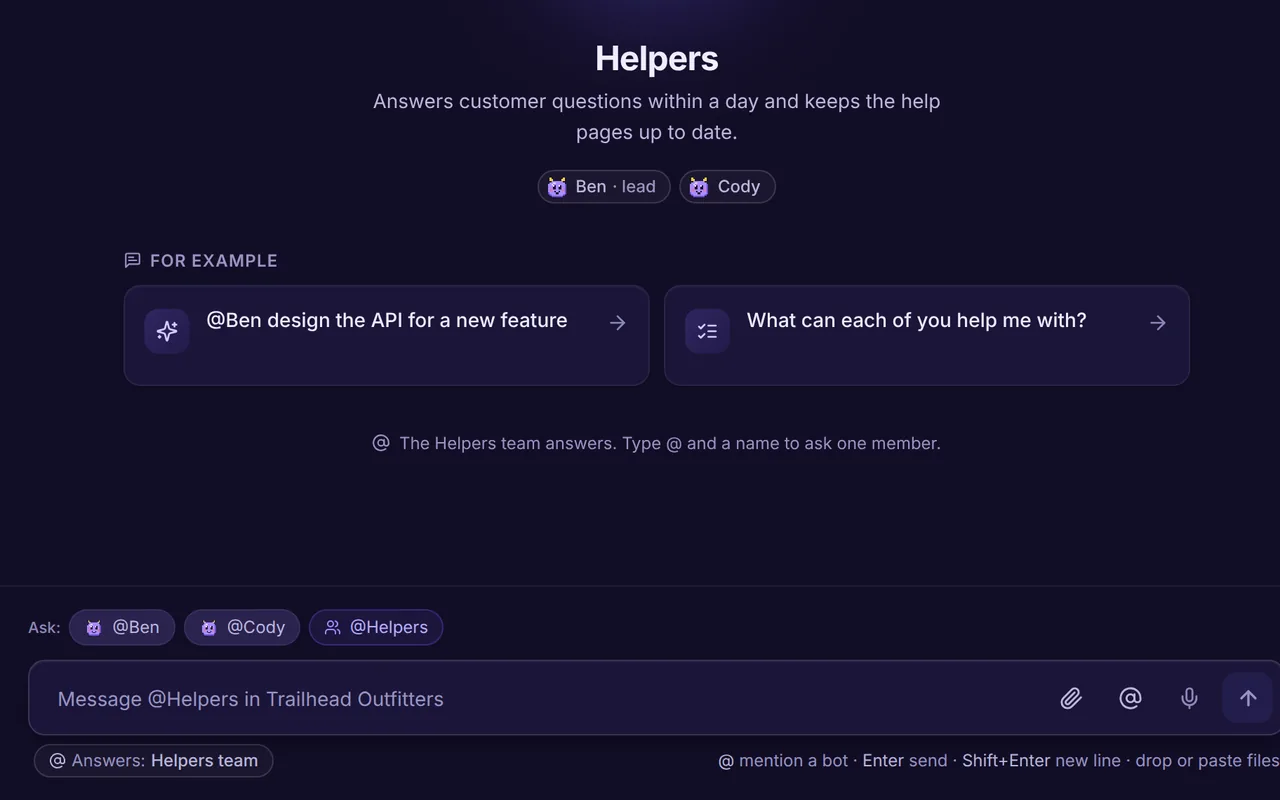 Helpers
Answers customer questions within a day and keeps the help
pages up to date.
Ben · lead
Cody
FOR EXAMPLE
@Ben design the API for a new feature
What can each of you help me with?
@ The Helpers team answers. Type @ and a name to ask one member.
Ask: @Ben @Cody @Helpers
Message @Helpers in Trailhead Outfitters
@ Answers: Helpers team
@ mention a bot · Enter send · Shift+Enter new line · drop or paste files